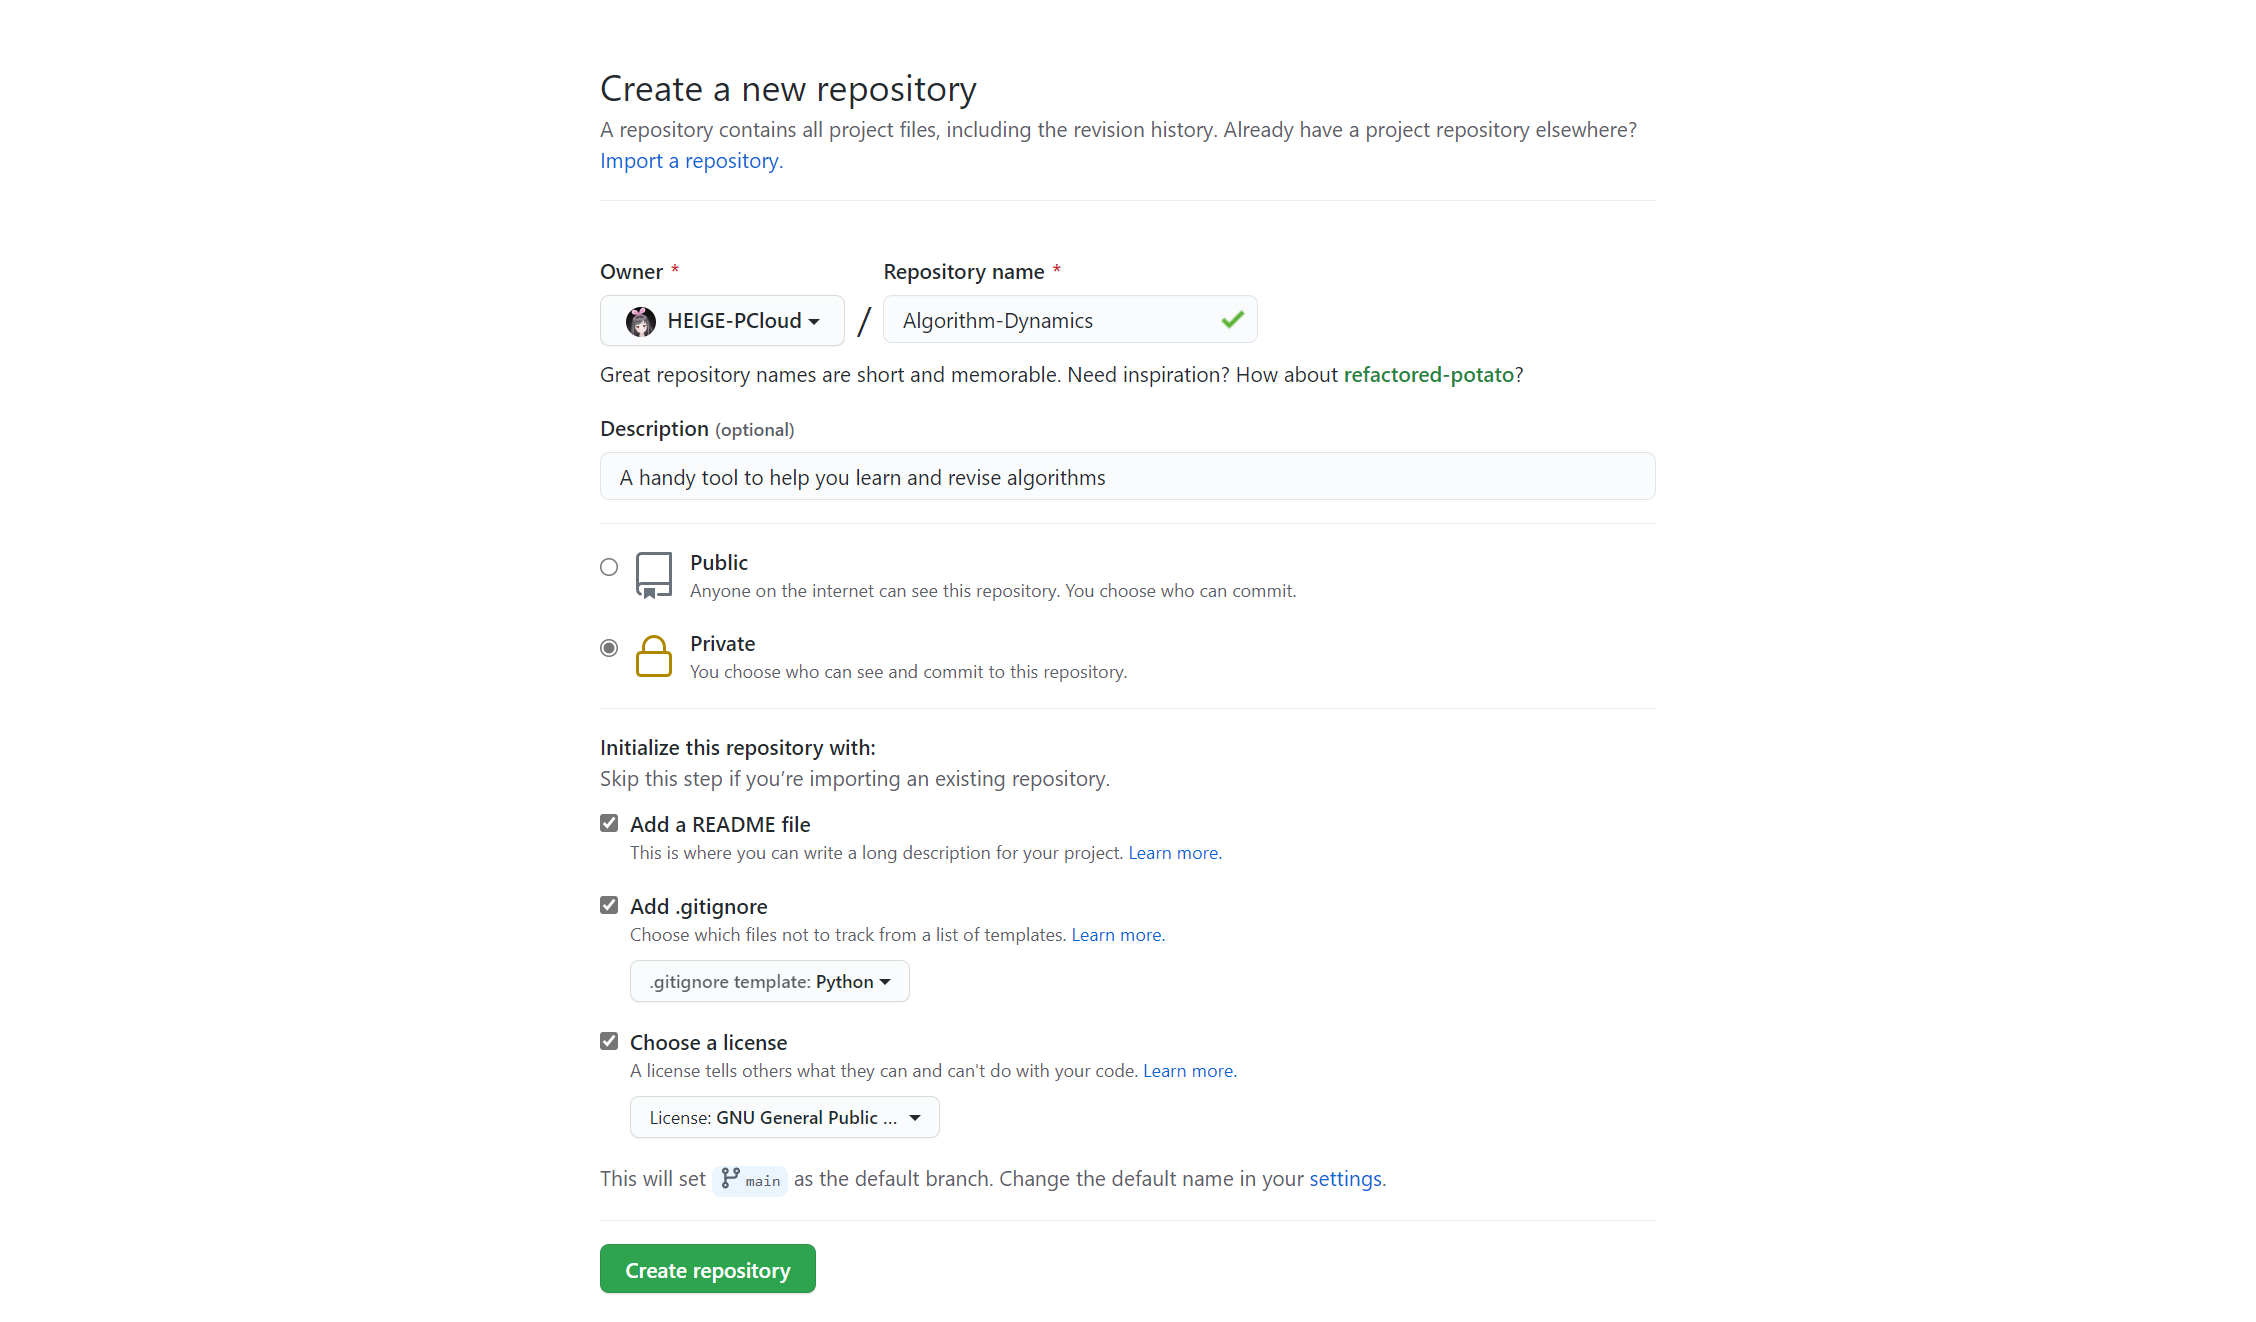 Create a new repository
A repository contains all project files, including the revision history. Already have a project repository elsewhere?
Import a repository.
Owner *
Repository name *
HEIGE-PCloud / Algorithm-Dynamics
Great repository names are short and memorable. Need inspiration? How about refactored-potato?
Description (optional)
A handy tool to help you learn and revise algorithms
Public
Anyone on the internet can see this repository. You choose who can commit.
Private
You choose who can see and commit to this repository.
Initialize this repository with:
Skip this step if you’re importing an existing repository.
Add a README file
This is where you can write a long description for your project. Learn more.
Add .gitignore
Choose which files not to track from a list of templates. Learn more.
.gitignore template: Python
Choose a license
A license tells others what they can and can't do with your code. Learn more.
License: GNU General Public ...
This will set main as the default branch. Change the default name in your settings.
Create repository